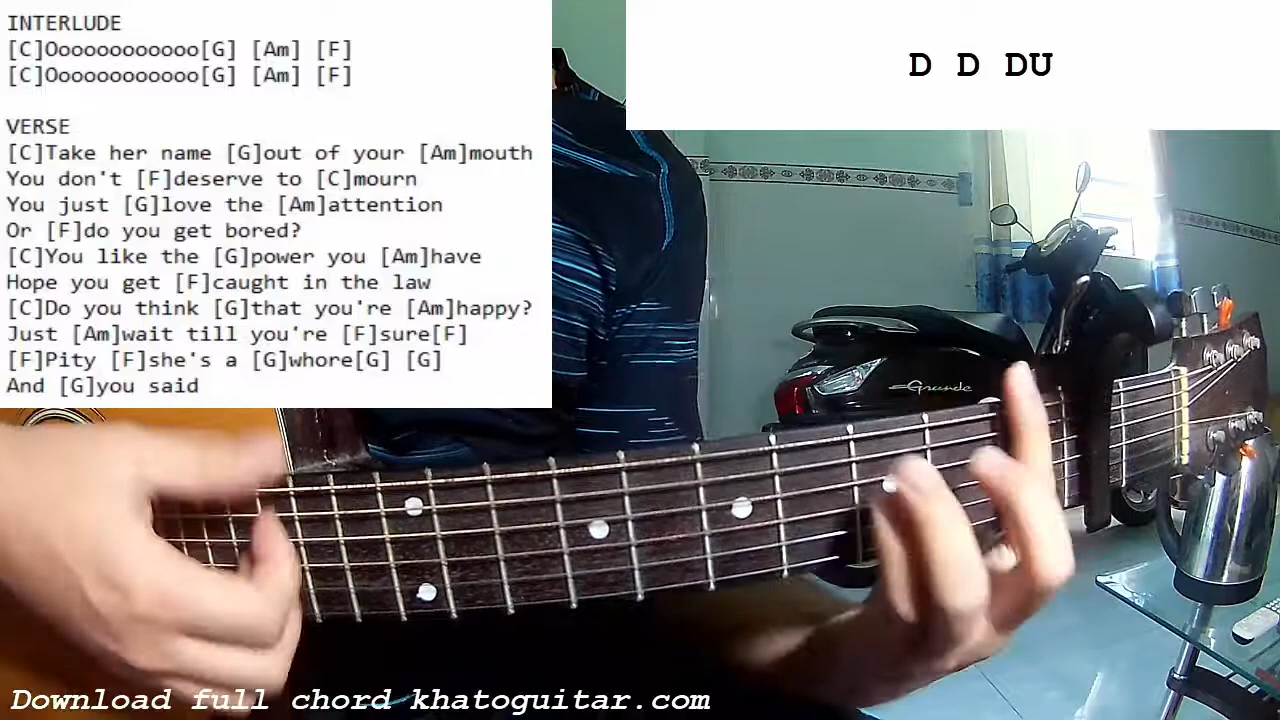 INTERLUDE
[C]Oooooooooooo[G] [Am] [F]
[C]Oooooooooooo[G] [Am] [F]
VERSE
[C]Take her name [G]out of your [Am]mouth
You don't [F]deserve to [C]mourn
You just [G]love the [Am]attention
Or [F]do you get bored?
[C]You like the [G]power you [Am]have
Hope you get [F]caught in the law
[C]Do you think [G]that you're [Am]happy?
Just [Am]wait till you're [F]sure[F]
[F]Pity [F]she's a [G]whore[G] [G]
And [G]you said
D D DU
Grande
Download full chord khatoguitar.com